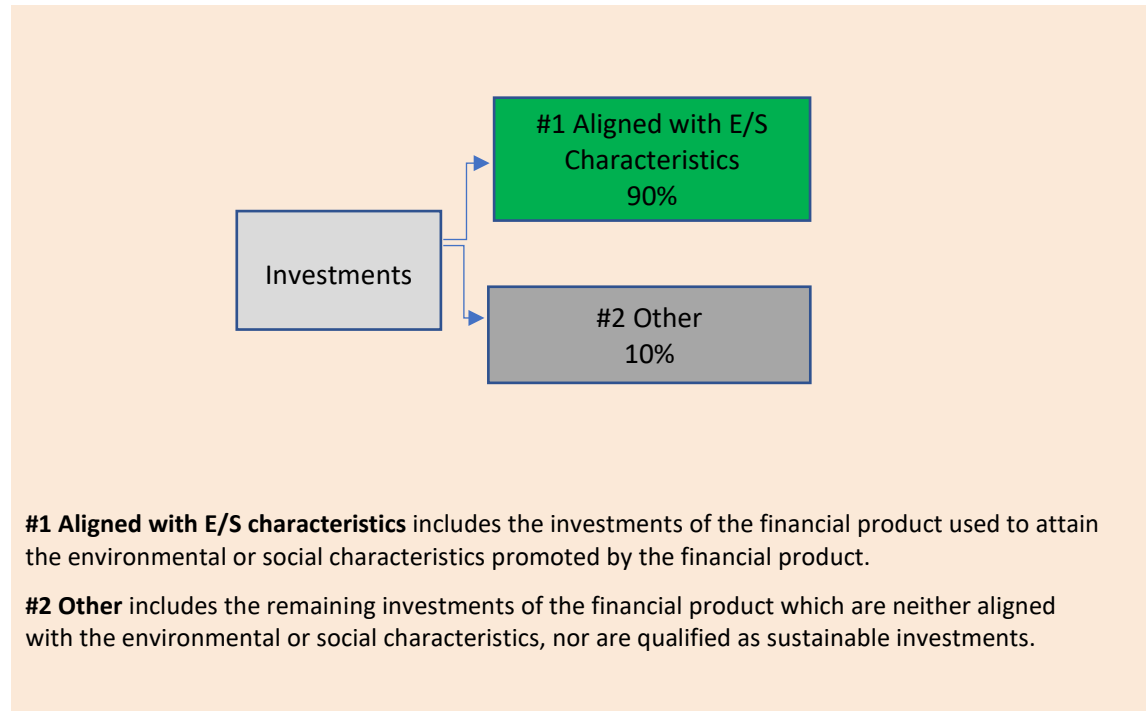 #1 Aligned with E/S
Characteristics
90%
Investments
#2 Other
10%
#1 Aligned with E/S characteristics includes the investments of the financial product used to attain
the environmental or social characteristics promoted by the financial product.
#2 Other includes the remaining investments of the financial product which are neither aligned
with the environmental or social characteristics, nor are qualified as sustainable investments.